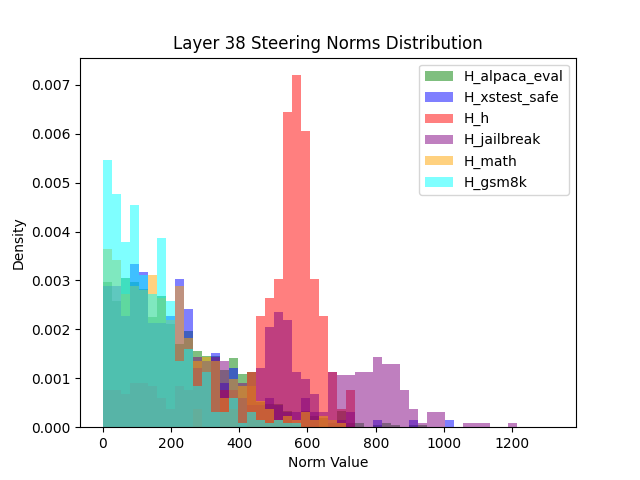 Layer 38 Steering Norms Distribution
H_alpaca_eval
H_xstest_safe
H_h
H_jailbreak
H_math
H_gsm8k
0.007
0.006
0.005
0.004
0.003
0.002
0.001
0.000
Density
0 200 400 600 800 1000 1200
Norm Value